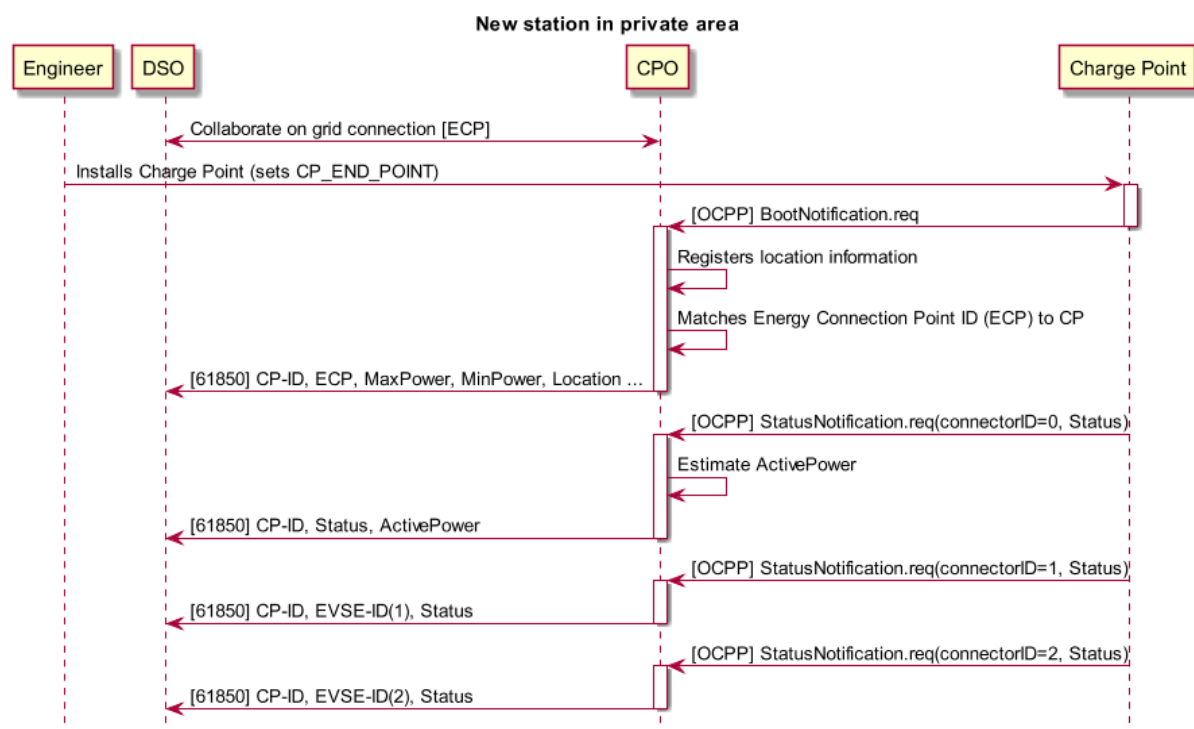 New station in private area
Engineer
DSO
CPO
Charge Point
Collaborate on grid connection [ECP]
Installs Charge Point (sets CP_END_POINT)
[OCPP] BootNotification.req
Registers location information
Matches Energy Connection Point ID (ECP) to CP
[61850] CP-ID, ECP, MaxPower, MinPower, Location ...
[OCPP] StatusNotification.req(connectorID=0, Status)
Estimate ActivePower
[61850] CP-ID, Status, ActivePower
[OCPP] StatusNotification.req(connectorID=1, Status)
[61850] CP-ID, EVSE-ID(1), Status
[OCPP] StatusNotification.req(connectorID=2, Status)
[61850] CP-ID, EVSE-ID(2), Status